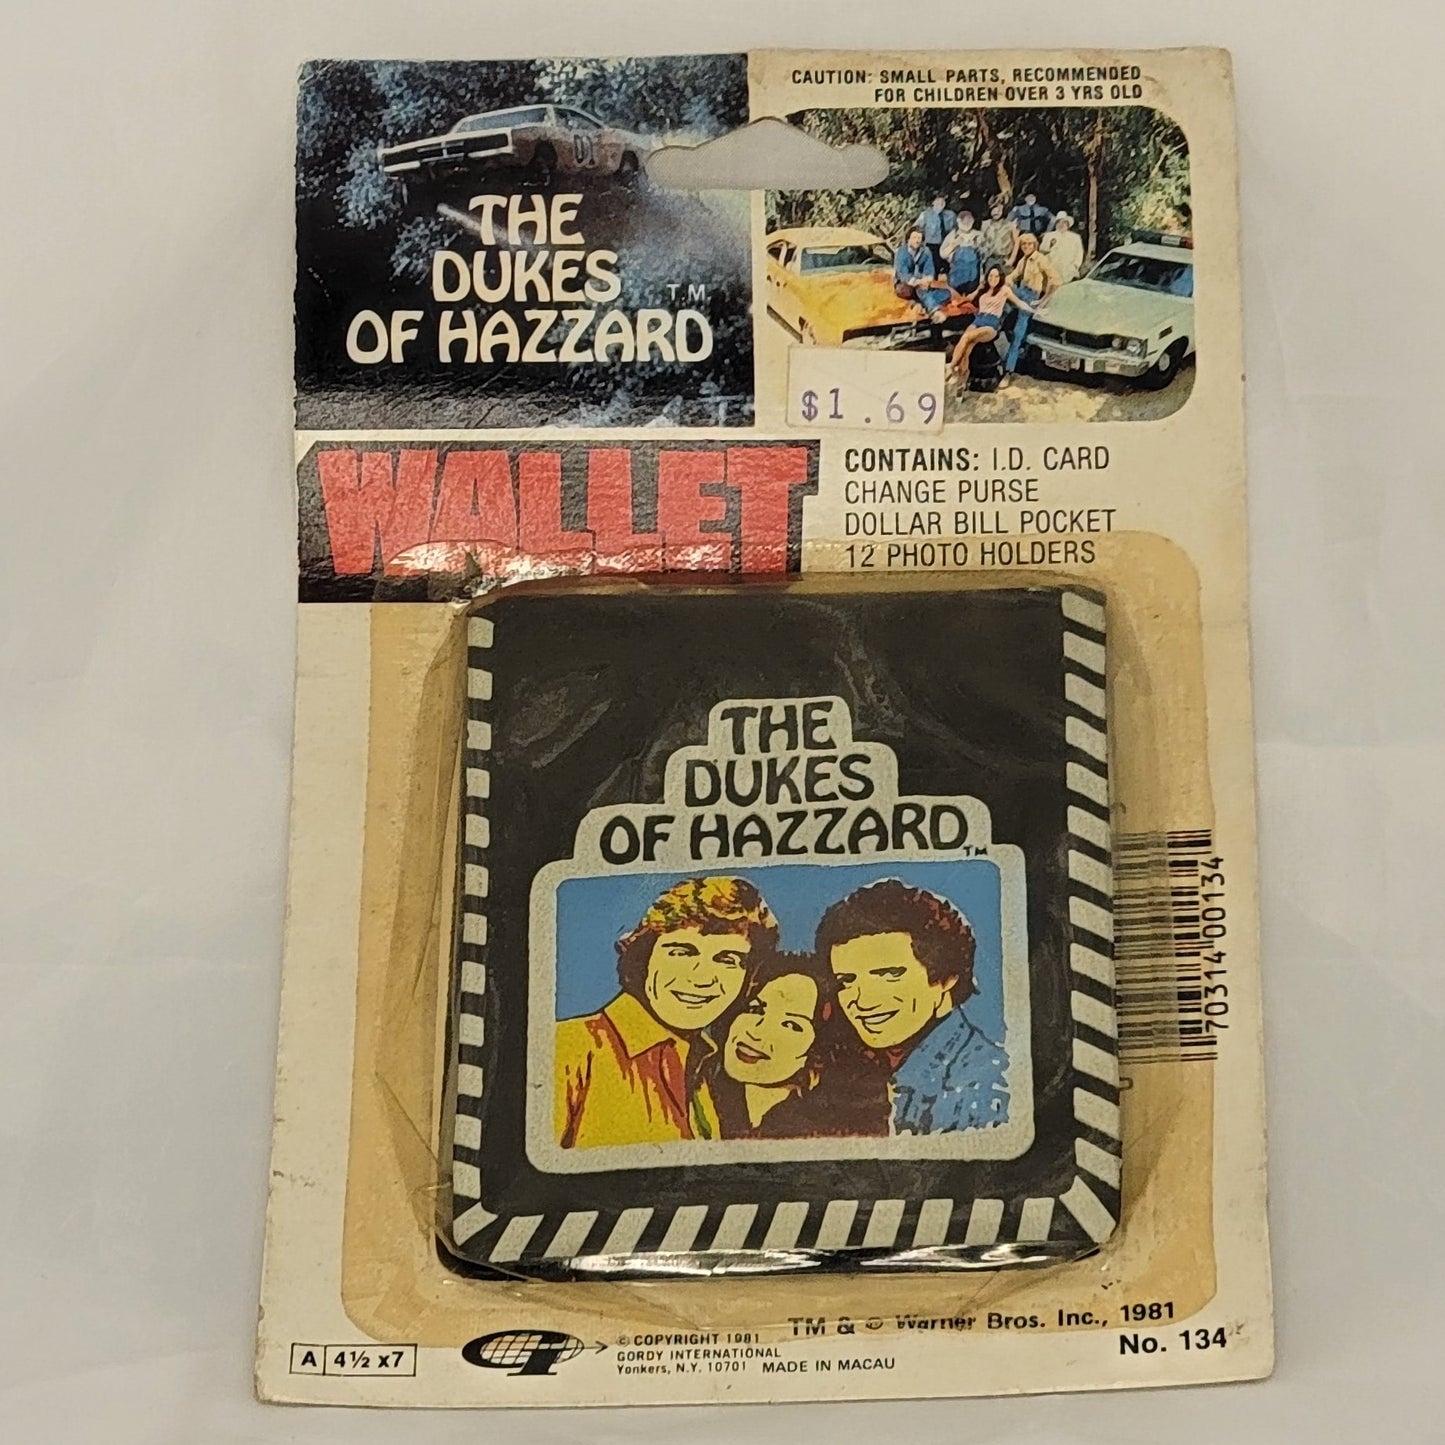 CAUTION: SMALL PARTS, RECOMMENDED
FOR CHILDREN OVER 3 YRS OLD
01
THE
DUKES
OF HAZZARD
T.M.
$1.69
WALLET
CONTAINS: I.D. CARD
CHANGE PURSE
DOLLAR BILL POCKET
12 PHOTO HOLDERS
THE
DUKES
OF HAZZARD
TM
70314 00134
A 4½ x7
GI
© COPYRIGHT 1981
GORDY INTERNATIONAL
Yonkers, N.Y. 10701 MADE IN MACAU
TM & © Warner Bros. Inc., 1981
No. 134